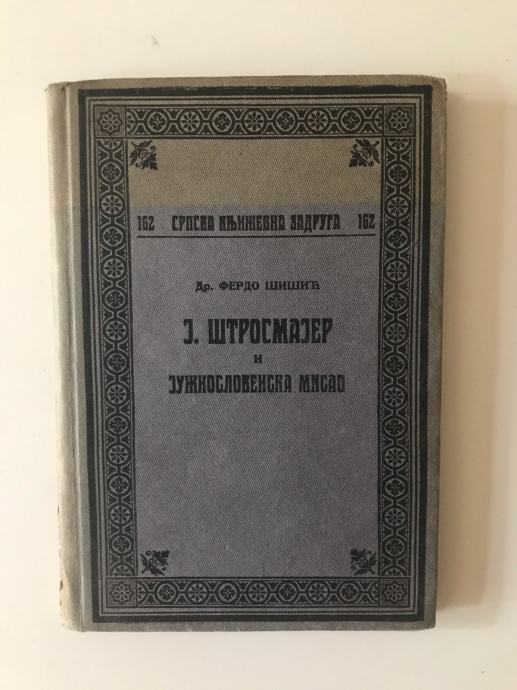 162 СРПСКА КЊИЖЕВНА ЗАДРУГА 162
Др. ФЕРДО ШИШИЋ
Ј. ШТРОСМАЈЕР
И
ЈУЖНОСЛОВЕНСКА МИСАО